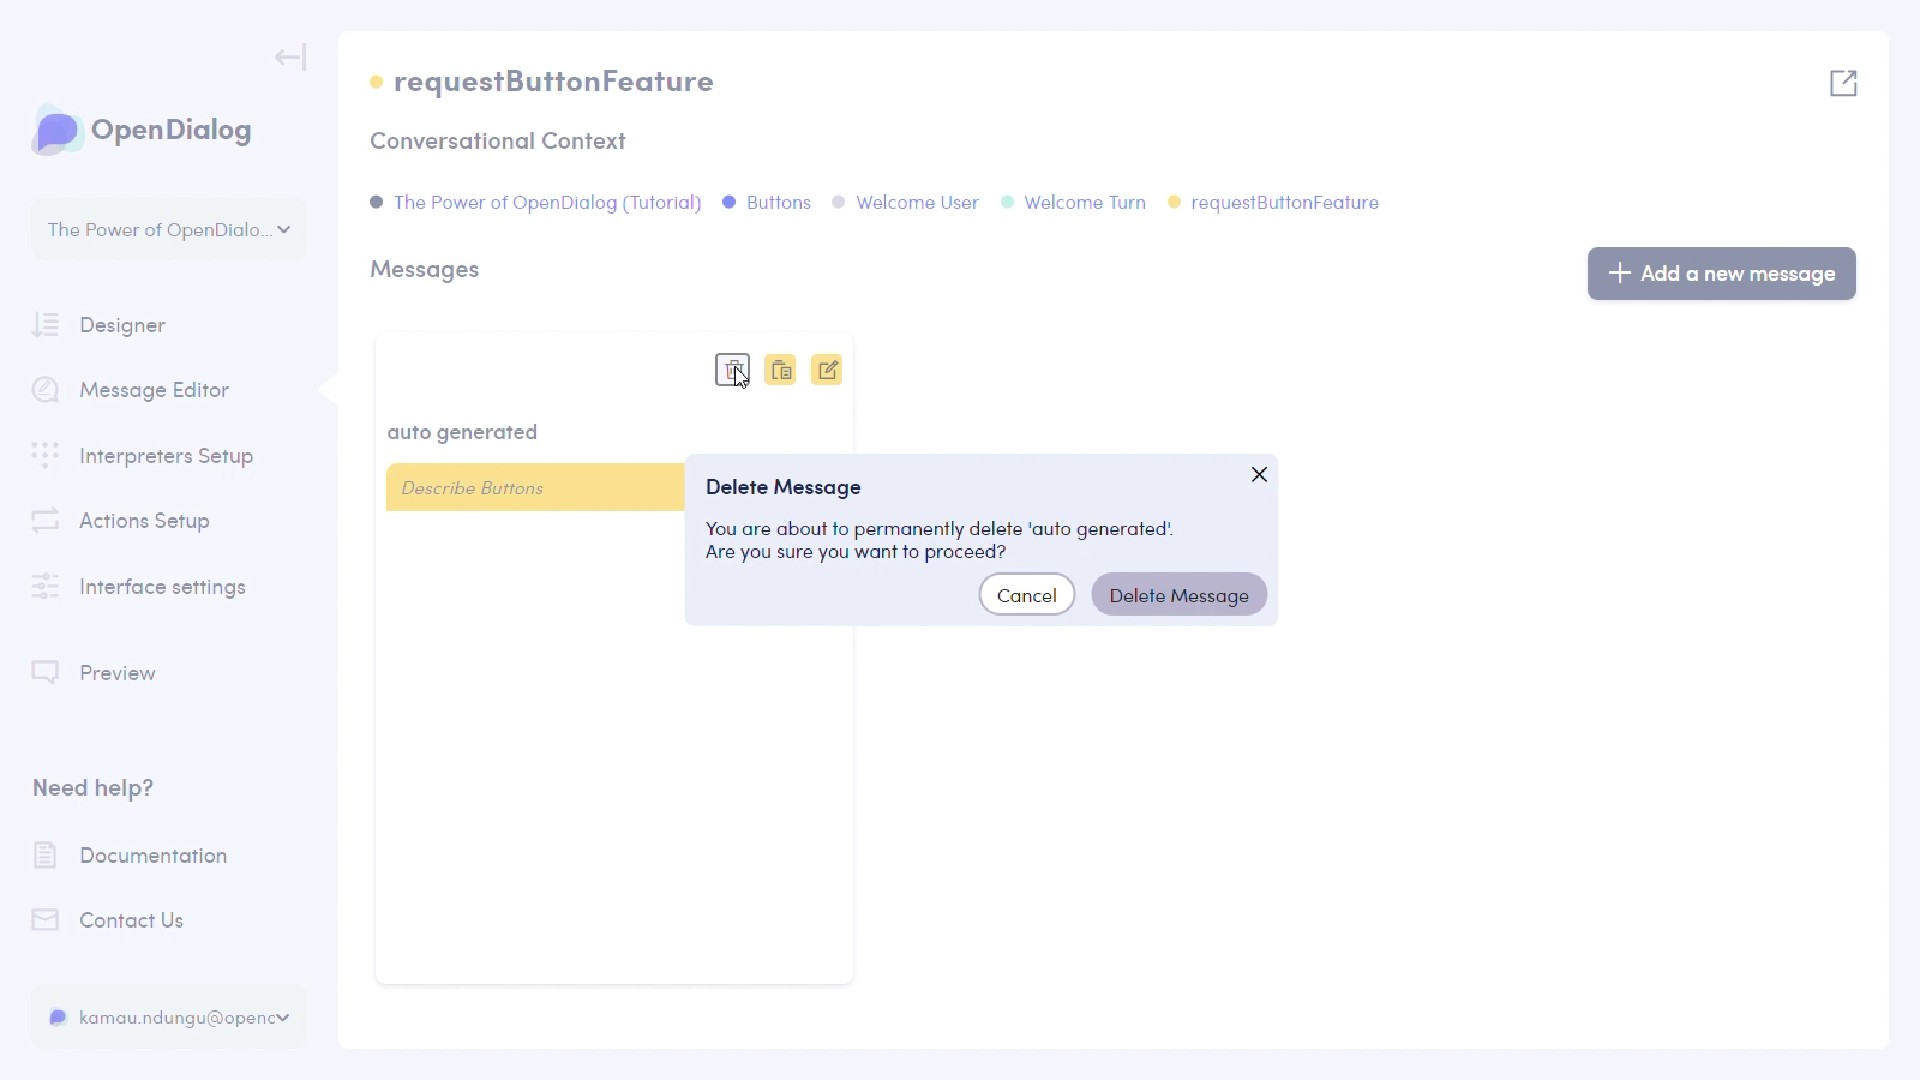 OpenDialog
The Power of OpenDialo...
Designer
Message Editor
Interpreters Setup
Actions Setup
Interface settings
Preview
Need help?
Documentation
Contact Us
kamau.ndungu@openc
requestButtonFeature
Conversational Context
The Power of OpenDialog (Tutorial) Buttons Welcome User Welcome Turn requestButtonFeature
Messages
+ Add a new message
auto generated
Describe Buttons
Delete Message
You are about to permanently delete 'auto generated'.
Are you sure you want to proceed?
Cancel Delete Message